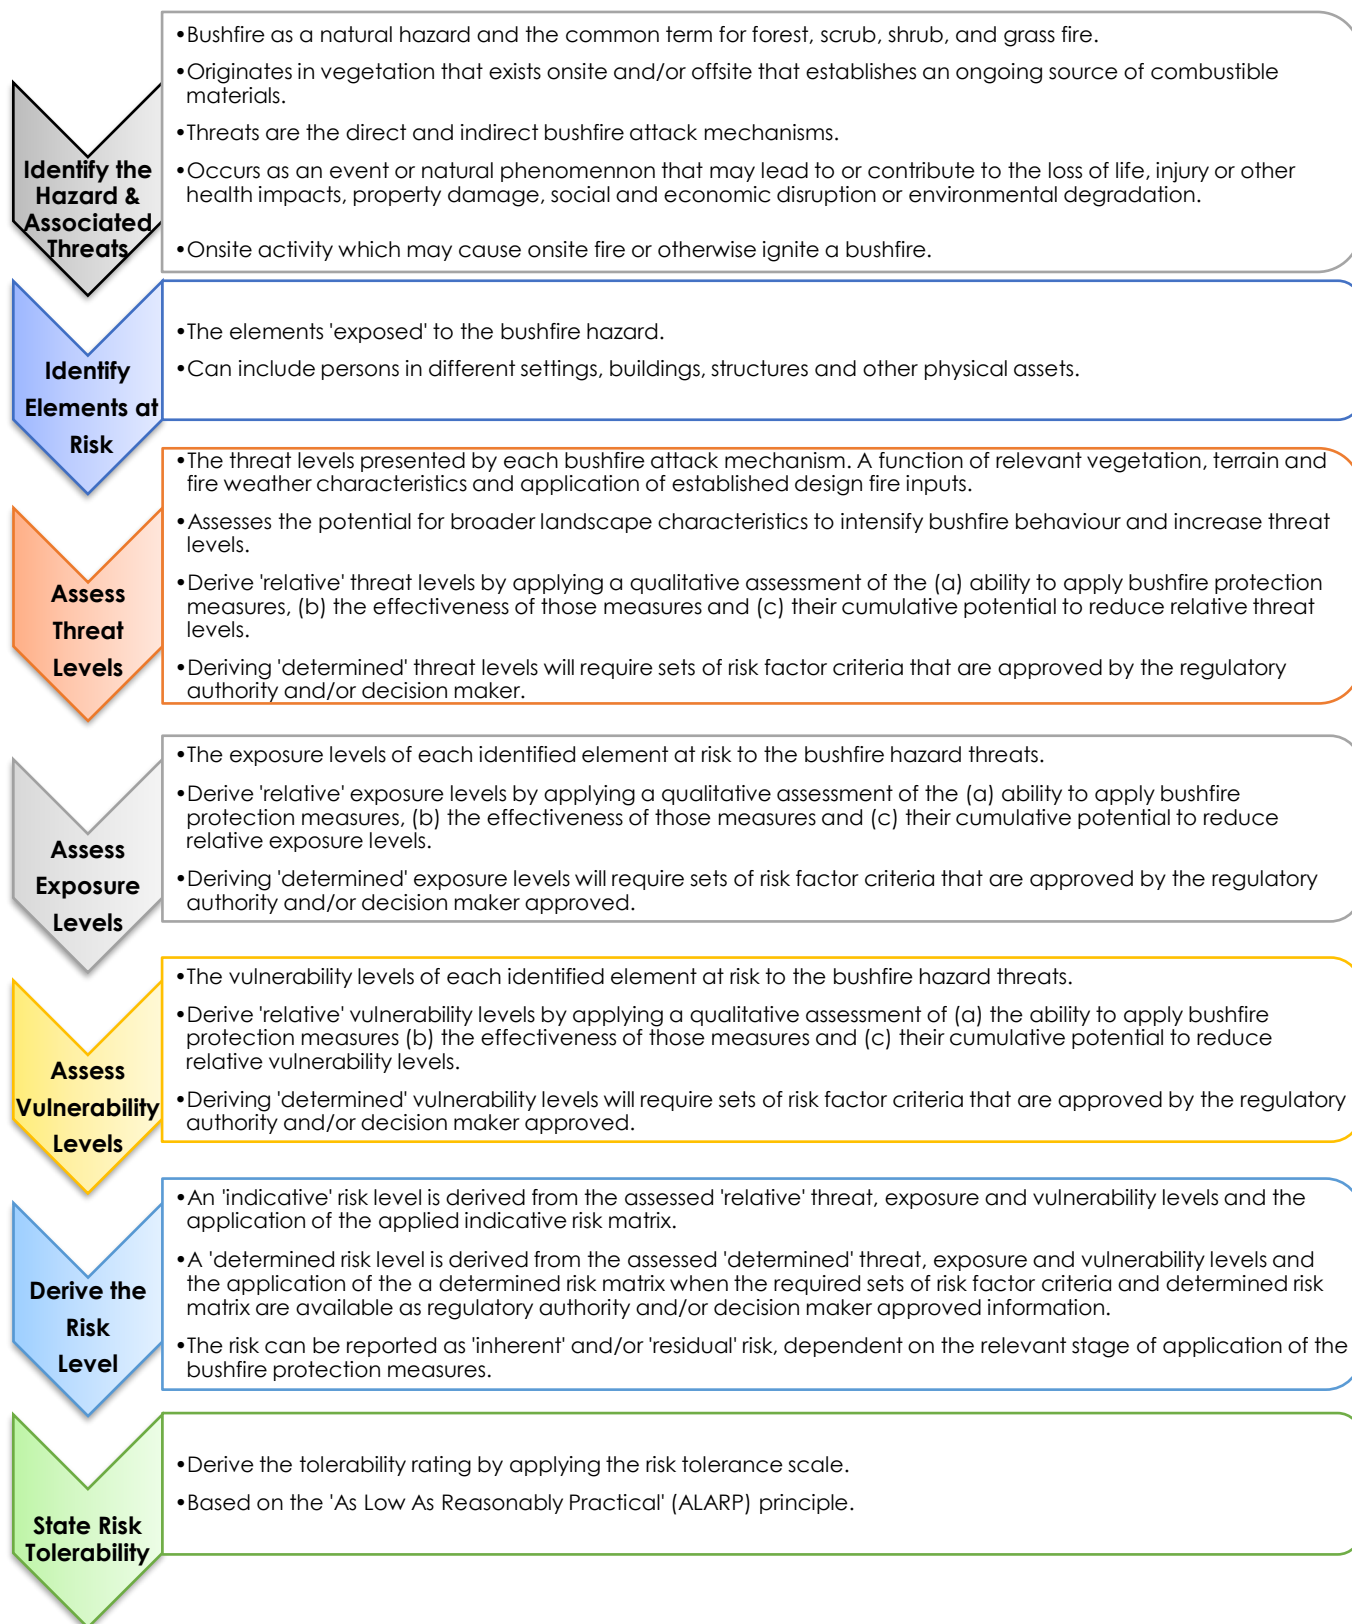 •Bushfire as a natural hazard and the common term for forest, scrub, shrub, and grass fire.
•Originates in vegetation that exists onsite and/or offsite that establishes an ongoing source of combustible
materials.
•Threats are the direct and indirect bushfire attack mechanisms.
•Occurs as an event or natural phenomennon that may lead to or contribute to the loss of life, injury or other
health impacts, property damage, social and economic disruption or environmental degradation.
•Onsite activity which may cause onsite fire or otherwise ignite a bushfire.
Identify the
Hazard &
Associated
Threats
•The elements 'exposed' to the bushfire hazard.
•Can include persons in different settings, buildings, structures and other physical assets.
Identify
Elements at
Risk
•The threat levels presented by each bushfire attack mechanism. A function of relevant vegetation, terrain and
fire weather characteristics and application of established design fire inputs.
•Assesses the potential for broader landscape characteristics to intensify bushfire behaviour and increase threat
levels.
•Derive 'relative' threat levels by applying a qualitative assessment of the (a) ability to apply bushfire protection
measures, (b) the effectiveness of those measures and (c) their cumulative potential to reduce relative threat
levels.
•Deriving 'determined' threat levels will require sets of risk factor criteria that are approved by the regulatory
authority and/or decision maker.
Assess
Threat
Levels
•The exposure levels of each identified element at risk to the bushfire hazard threats.
•Derive 'relative' exposure levels by applying a qualitative assessment of the (a) ability to apply bushfire
protection measures, (b) the effectiveness of those measures and (c) their cumulative potential to reduce
relative exposure levels.
•Deriving 'determined' exposure levels will require sets of risk factor criteria that are approved by the regulatory
authority and/or decision maker approved.
Assess
Exposure
Levels
•The vulnerability levels of each identified element at risk to the bushfire hazard threats.
•Derive 'relative' vulnerability levels by applying a qualitative assessment of (a) the ability to apply bushfire
protection measures (b) the effectiveness of those measures and (c) their cumulative potential to reduce
relative vulnerability levels.
•Deriving 'determined' vulnerability levels will require sets of risk factor criteria that are approved by the regulatory
authority and/or decision maker approved.
Assess
Vulnerability
Levels
•An 'indicative' risk level is derived from the assessed 'relative' threat, exposure and vulnerability levels and the
application of the applied indicative risk matrix.
•A 'determined risk level is derived from the assessed 'determined' threat, exposure and vulnerability levels and
the application of the a determined risk matrix when the required sets of risk factor criteria and determined risk
matrix are available as regulatory authority and/or decision maker approved information.
•The risk can be reported as 'inherent' and/or 'residual' risk, dependent on the relevant stage of application of the
bushfire protection measures.
Derive the
Risk
Level
•Derive the tolerability rating by applying the risk tolerance scale.
•Based on the 'As Low As Reasonably Practical' (ALARP) principle.
State Risk
Tolerability